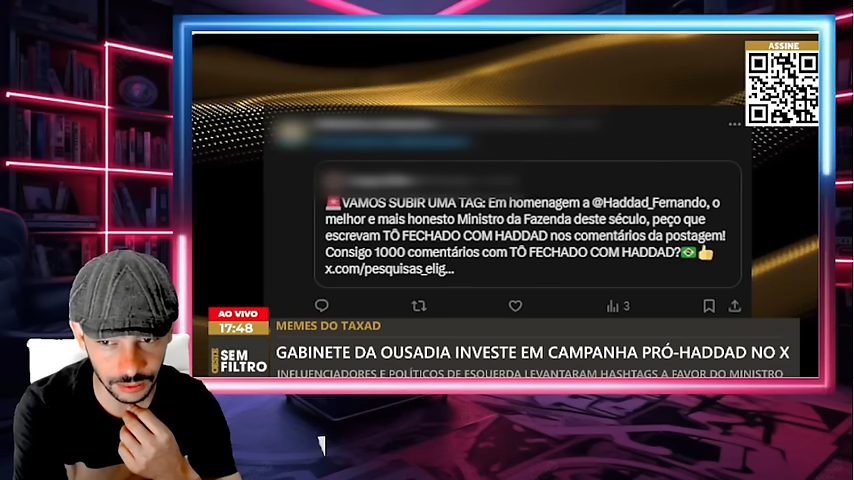 ASSINE
🚨VAMOS SUBIR UMA TAG: Em homenagem a @Haddad_Fernando, o
melhor e mais honesto Ministro da Fazenda deste século, peço que
escrevam TÔ FECHADO COM HADDAD nos comentários da postagem!
Consigo 1000 comentários com TÔ FECHADO COM HADDAD?🇧🇷👍
x.com/pesquisas_elig...
3
AO VIVO
17:48
MEMES DO TAXAD
OESTE
SEM
FILTRO
GABINETE DA OUSADIA INVESTE EM CAMPANHA PRÓ-HADDAD NO X
INFLUENCIADORES E POLÍTICOS DE ESQUERDA LEVANTARAM HASHTAGS A FAVOR DO MINISTRO